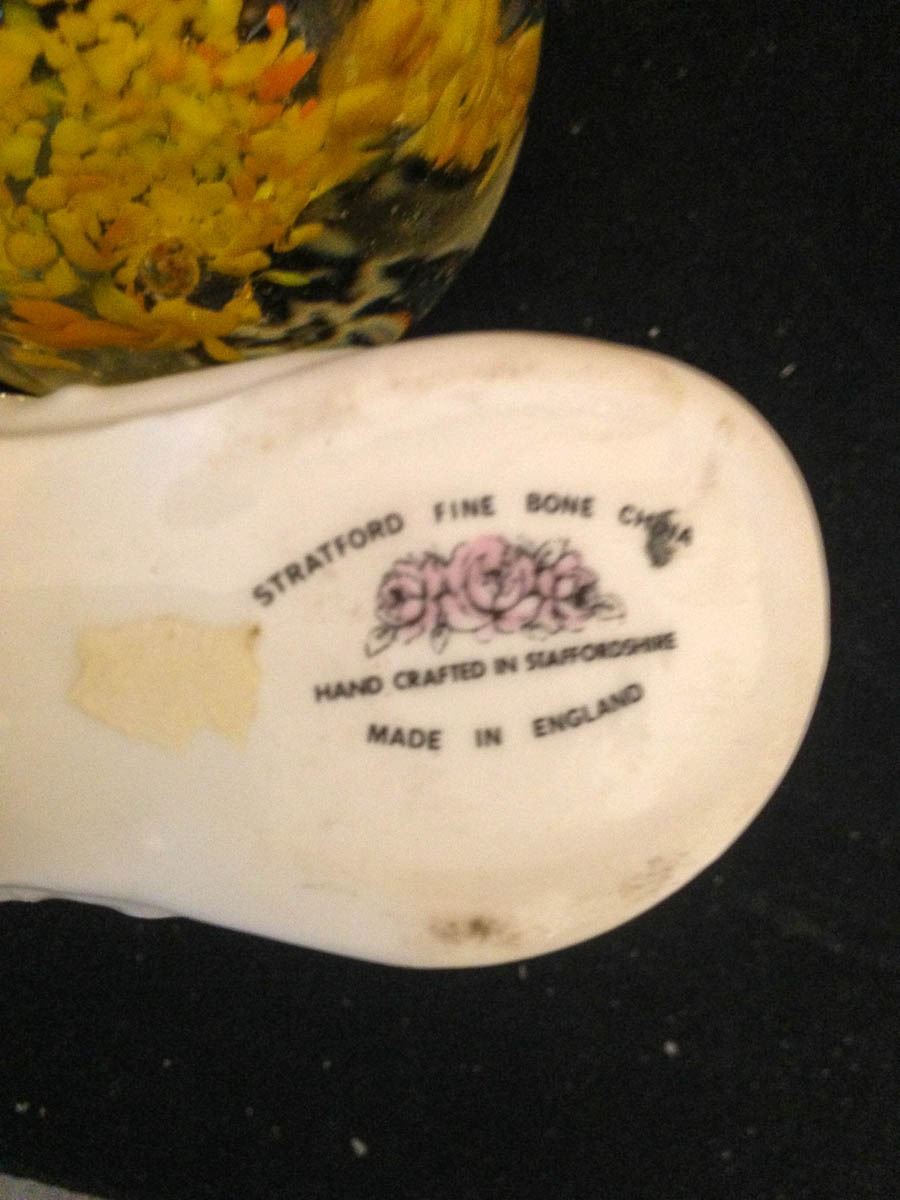 STRATFORD FINE BONE CHINA
HAND CRAFTED IN STAFFORDSHIRE
MADE IN ENGLAND